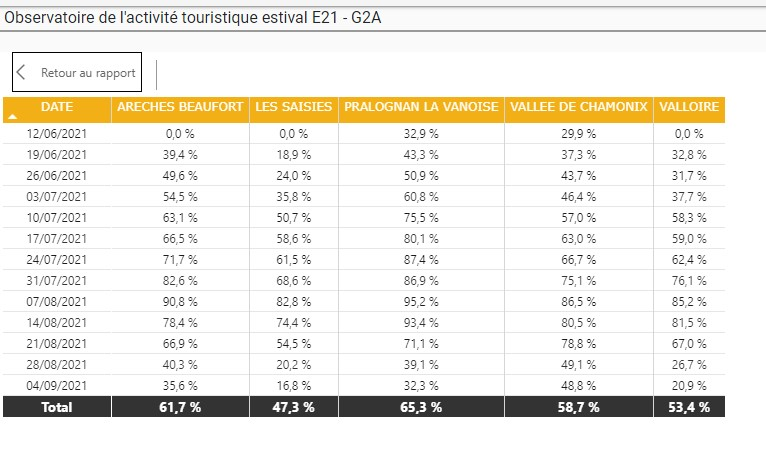 Observatoire de l'activité touristique estival E21 - G2A
Retour au rapport
DATE ARECHES BEAUFORT LES SAISIES PRALOGNAN LA VANOISE VALLEE DE CHAMONIX VALLOIRE
12/06/2021 0,0 % 0,0 % 32,9 % 29,9 % 0,0 %
19/06/2021 39,4 % 18,9 % 43,3 % 37,3 % 32,8 %
26/06/2021 49,6 % 24,0 % 50,9 % 43,7 % 31,7 %
03/07/2021 54,5 % 35,8 % 60,8 % 46,4 % 37,7 %
10/07/2021 63,1 % 50,7 % 75,5 % 57,0 % 58,3 %
17/07/2021 66,5 % 58,6 % 80,1 % 63,0 % 59,0 %
24/07/2021 71,7 % 61,5 % 87,4 % 66,7 % 62,4 %
31/07/2021 82,6 % 68,6 % 86,9 % 75,1 % 76,1 %
07/08/2021 90,8 % 82,8 % 95,2 % 86,5 % 85,2 %
14/08/2021 78,4 % 74,4 % 93,4 % 80,5 % 81,5 %
21/08/2021 66,9 % 54,5 % 71,1 % 78,8 % 67,0 %
28/08/2021 40,3 % 20,2 % 39,1 % 49,1 % 26,7 %
04/09/2021 35,6 % 16,8 % 32,3 % 48,8 % 20,9 %
Total 61,7 % 47,3 % 65,3 % 58,7 % 53,4 %